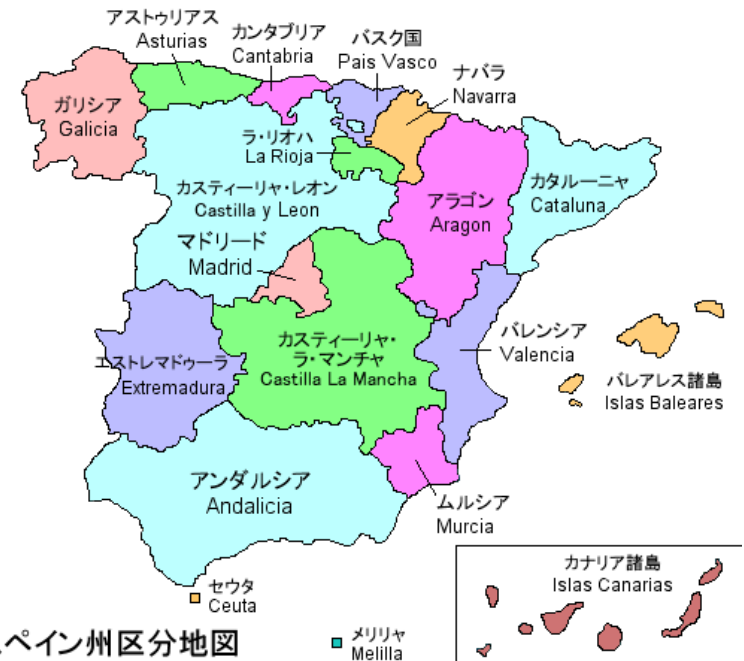 アストゥリアス
Asturias
カンタブリア
Cantabria
バスク国
Pais Vasco
ナバラ
Navarra
ガリシア
Galicia
ラ・リオハ
La Rioja
カスティーリャ・レオン
Castilla y Leon
アラゴン
Aragon
カタルーニャ
Cataluna
マドリード
Madrid
カスティーリャ・
ラ・マンチャ
Castilla La Mancha
バレンシア
Valencia
エストレマドゥーラ
Extremadura
バレアレス諸島
Islas Baleares
アンダルシア
Andalicia
ムルシア
Murcia
カナリア諸島
Islas Canarias
セウタ
Ceuta
メリリャ
Melilla
ペイン州区分地図